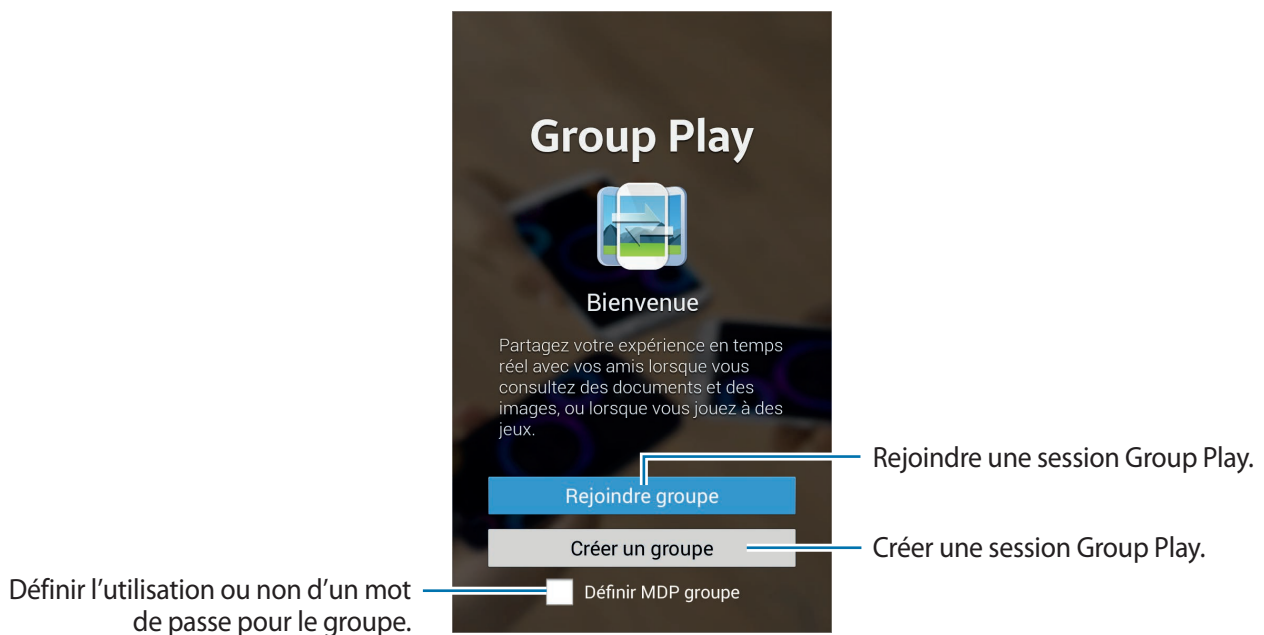 Group Play
Bienvenue
Partagez votre expérience en temps
réel avec vos amis lorsque vous
consultez des documents et des
images, ou lorsque vous jouez à des
jeux.
Rejoindre une session Group Play.
Rejoindre groupe
Créer un groupe
Créer une session Group Play.
Définir l'utilisation ou non d'un mot
de passe pour le groupe.
Définir MDP groupe